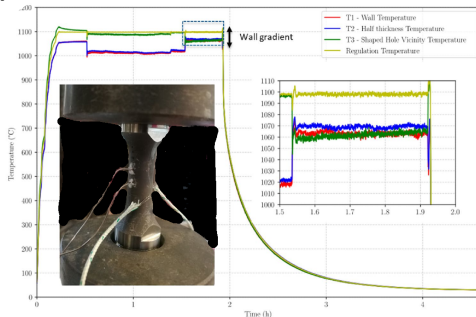 1200
1100
1000
900
800
700
600
500
400
300
200
100
0
Temperature (°C)
Wall gradient
T1 - Wall Temperature
T2 - Half thickness Temperature
T3 - Shaped Hole Vicinity Temperature
Regulation Temperature
1110
1100
1090
1080
1070
1060
1050
1040
1030
1020
1010
1000
1.5 1.6 1.7 1.8 1.9 2.0
0 1 2 3 4
Time (h)